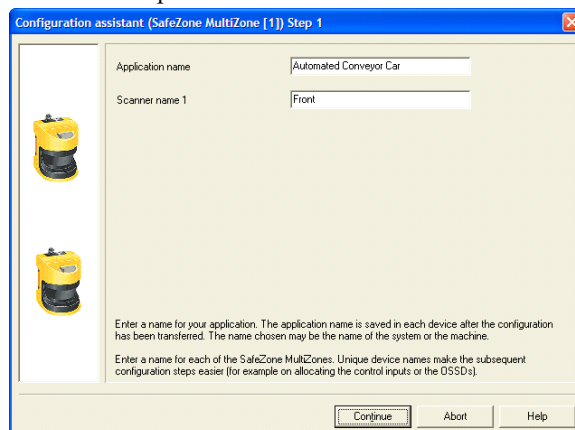 Configuration assistant (SafeZone MultiZone [1]) Step 1
Application name
Automated Conveyor Car
Scanner name 1
Front
Enter a name for your application. The application name is saved in each device after the configuration
has been transferred. The name chosen may be the name of the system or the machine.
Enter a name for each of the SafeZone MultiZones. Unique device names make the subsequent
configuration steps easier (for example on allocating the control inputs or the OSSDs).
Continue
Abort
Help